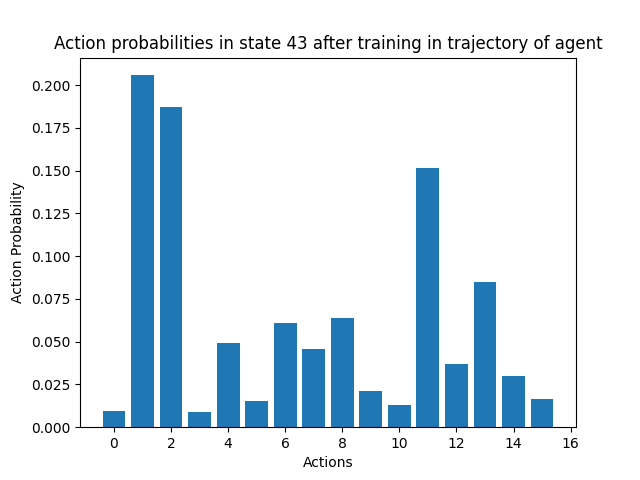 Action probabilities in state 43 after training in trajectory of agent
0.200
0.175
0.150
0.125
0.100
0.075
0.050
0.025
0.000
Action Probability
0 2 4 6 8 10 12 14 16
Actions